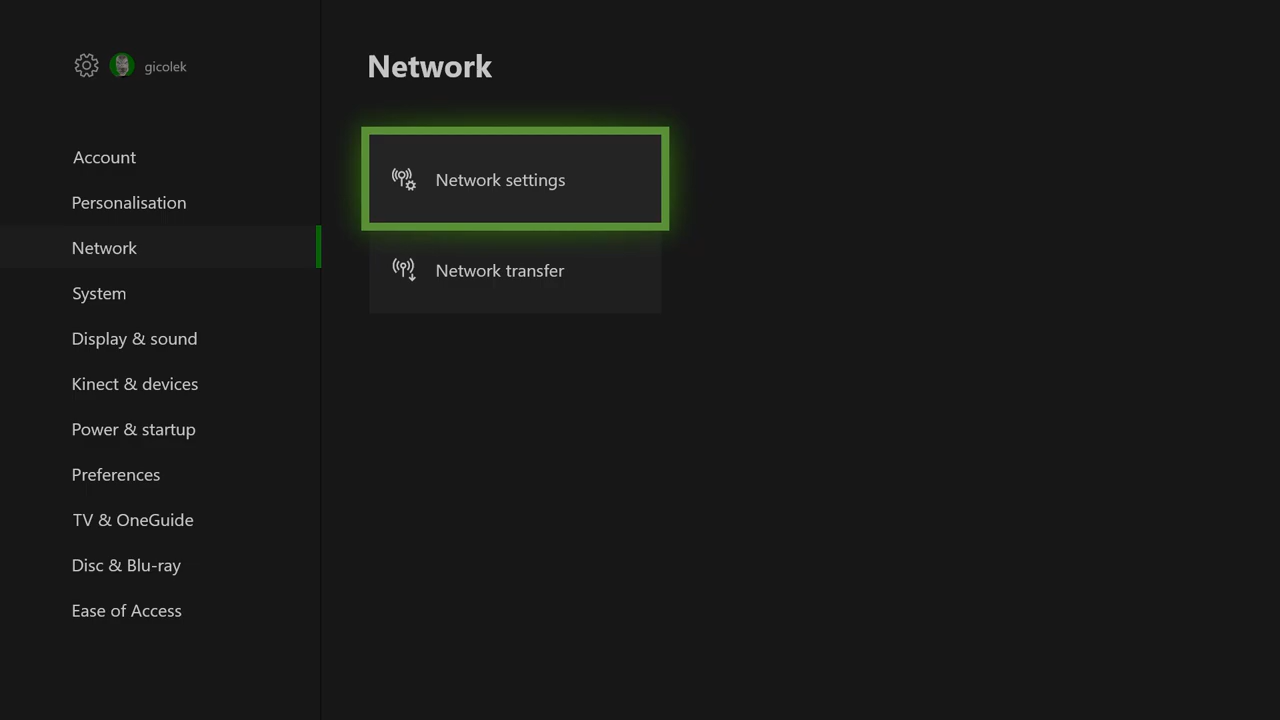 gicolek
Account
Personalisation
Network
System
Display & sound
Kinect & devices
Power & startup
Preferences
TV & OneGuide
Disc & Blu-ray
Ease of Access
Network
Network settings
Network transfer